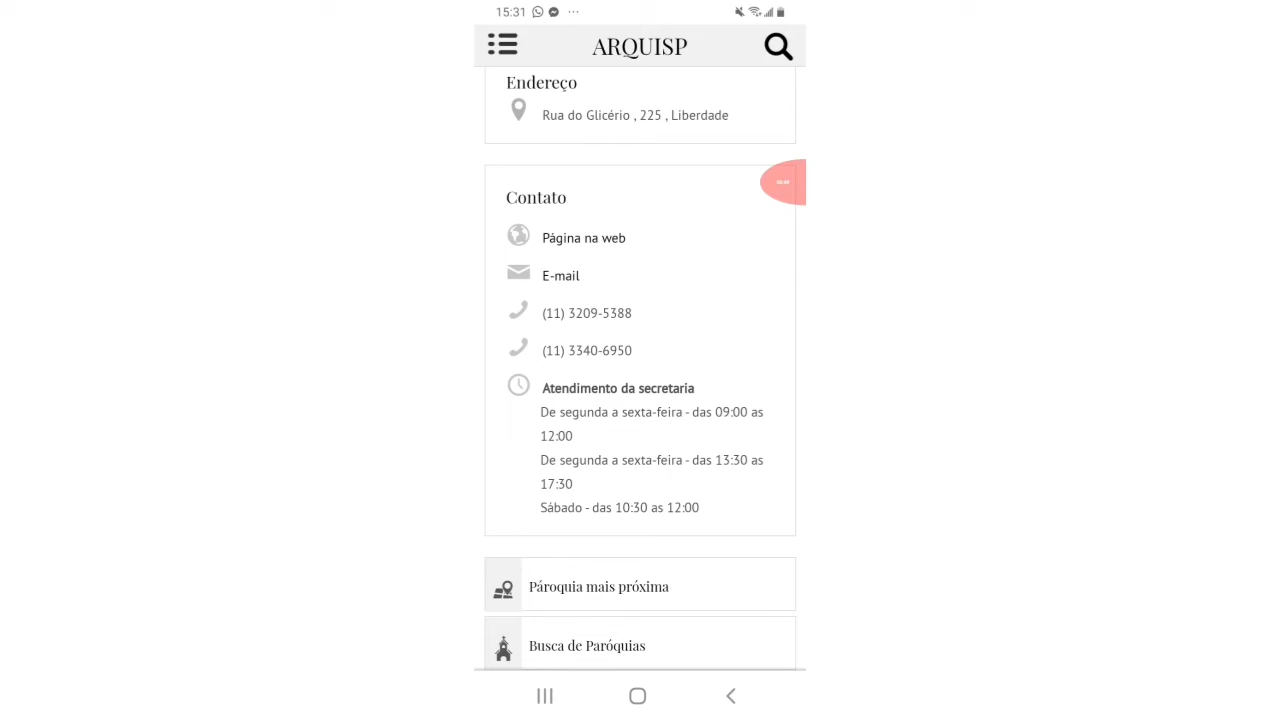 15:31
ARQUISP
Endereço
Rua do Glicério , 225 , Liberdade
Contato
Página na web
E-mail
(11) 3209-5388
(11) 3340-6950
Atendimento da secretaria
De segunda a sexta-feira - das 09:00 as
12:00
De segunda a sexta-feira - das 13:30 as
17:30
Sábado - das 10:30 as 12:00
Pároquia mais próxima
Busca de Paróquias